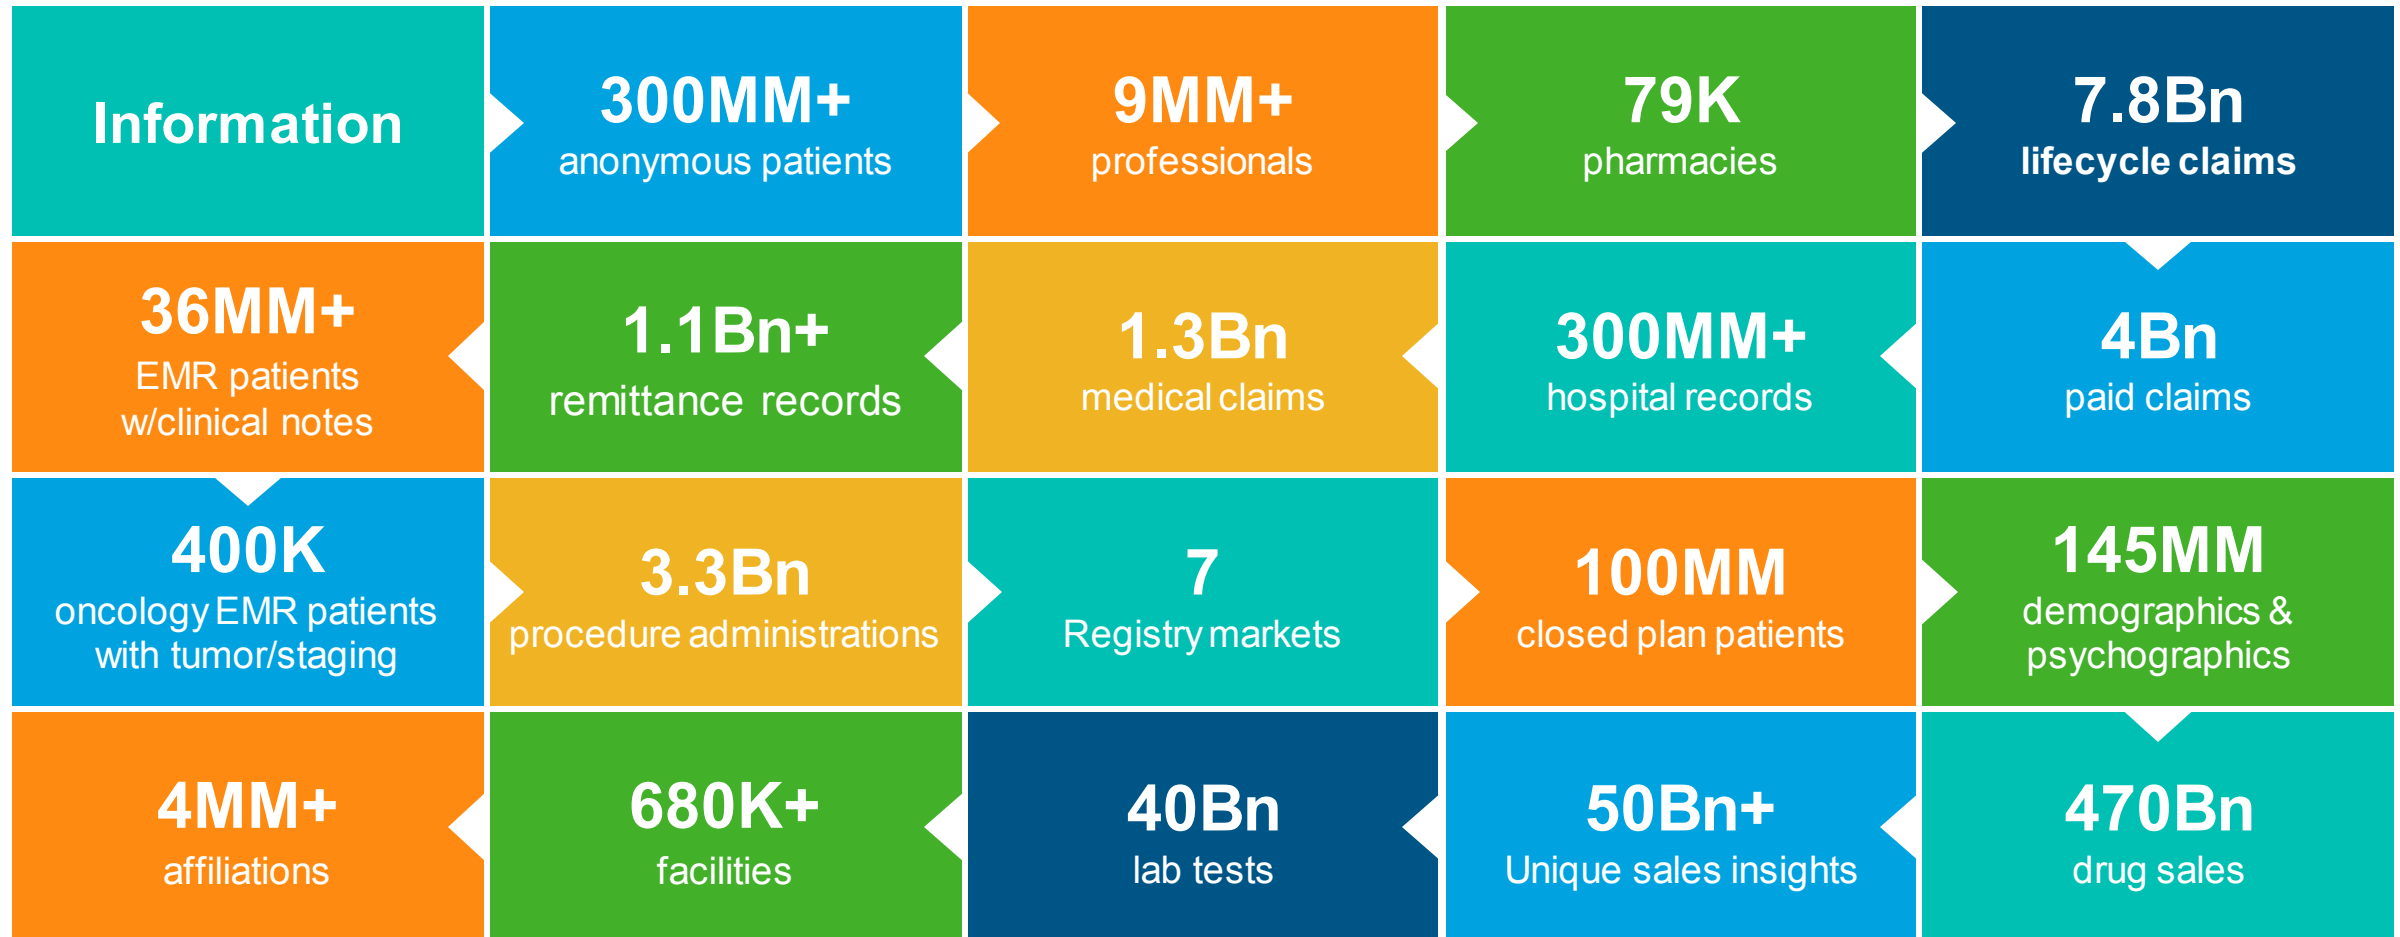 Information
300MM+
anonymous patients
9MM+
professionals
79K
pharmacies
7.8Bn
lifecycle claims
36MM+
EMR patients
w/clinical notes
1.1Bn+
remittance records
1.3Bn
medical claims
300MM+
hospital records
4Bn
paid claims
400K
oncology EMR patients
with tumor/staging
3.3Bn
procedure administrations
7
Registry markets
100MM
closed plan patients
145MM
demographics &
psychographics
4MM+
affiliations
680K+
facilities
40Bn
lab tests
50Bn+
Unique sales insights
470Bn
drug sales